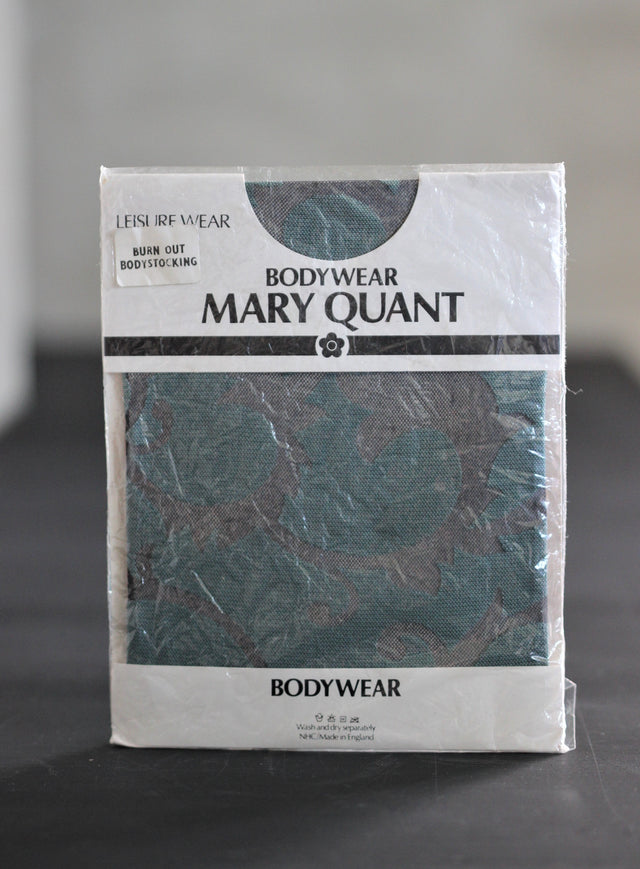 LEISURE WEAR
BURN OUT
BODYSTOCKING
BODYWEAR
MARY QUANT
BODYWEAR
Wash and dry separately
NHC/Made in England